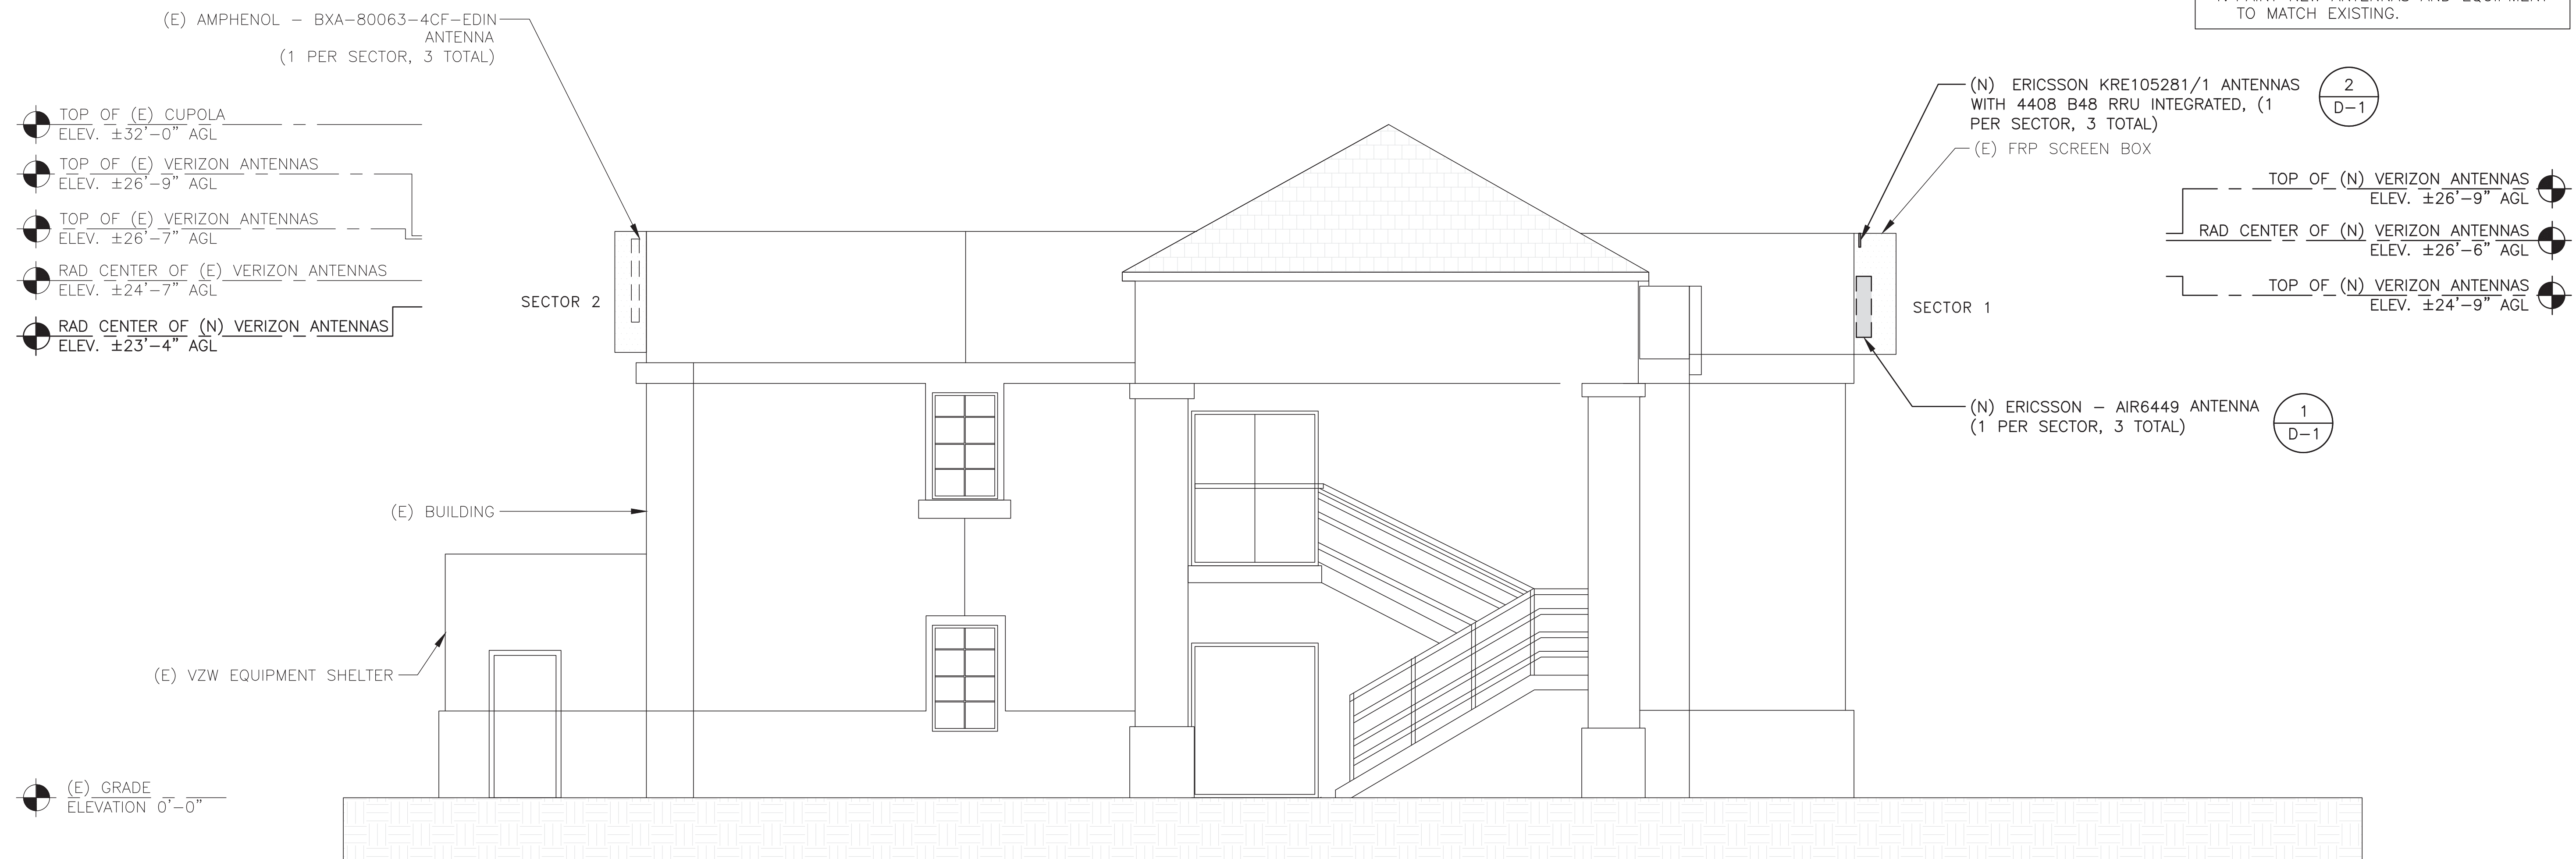 (E) AMPHENOL – BXA-80063-4CF-EDIN
ANTENNA
(1 PER SECTOR, 3 TOTAL)
TOP OF (E) CUPOLA
ELEV. ±32'-0" AGL
TOP OF (E) VERIZON ANTENNAS
ELEV. ±26'-9" AGL
TOP OF (E) VERIZON ANTENNAS
ELEV. ±26'-7" AGL
RAD CENTER OF (E) VERIZON ANTENNAS
ELEV. ±24'-7" AGL
RAD CENTER OF (N) VERIZON ANTENNAS
ELEV. ±23'-4" AGL
SECTOR 2
(E) BUILDING
(E) VZW EQUIPMENT SHELTER
(E) GRADE
ELEVATION 0'-0"
TO MATCH EXISTING.
(N) ERICSSON KRE105281/1 ANTENNAS
WITH 4408 B48 RRU INTEGRATED, (1
PER SECTOR, 3 TOTAL)
2
D-1
(E) FRP SCREEN BOX
TOP OF (N) VERIZON ANTENNAS
ELEV. ±26'-9" AGL
RAD CENTER OF (N) VERIZON ANTENNAS
ELEV. ±26'-6" AGL
TOP OF (N) VERIZON ANTENNAS
ELEV. ±24'-9" AGL
SECTOR 1
(N) ERICSSON – AIR6449 ANTENNA
(1 PER SECTOR, 3 TOTAL)
1
D-1